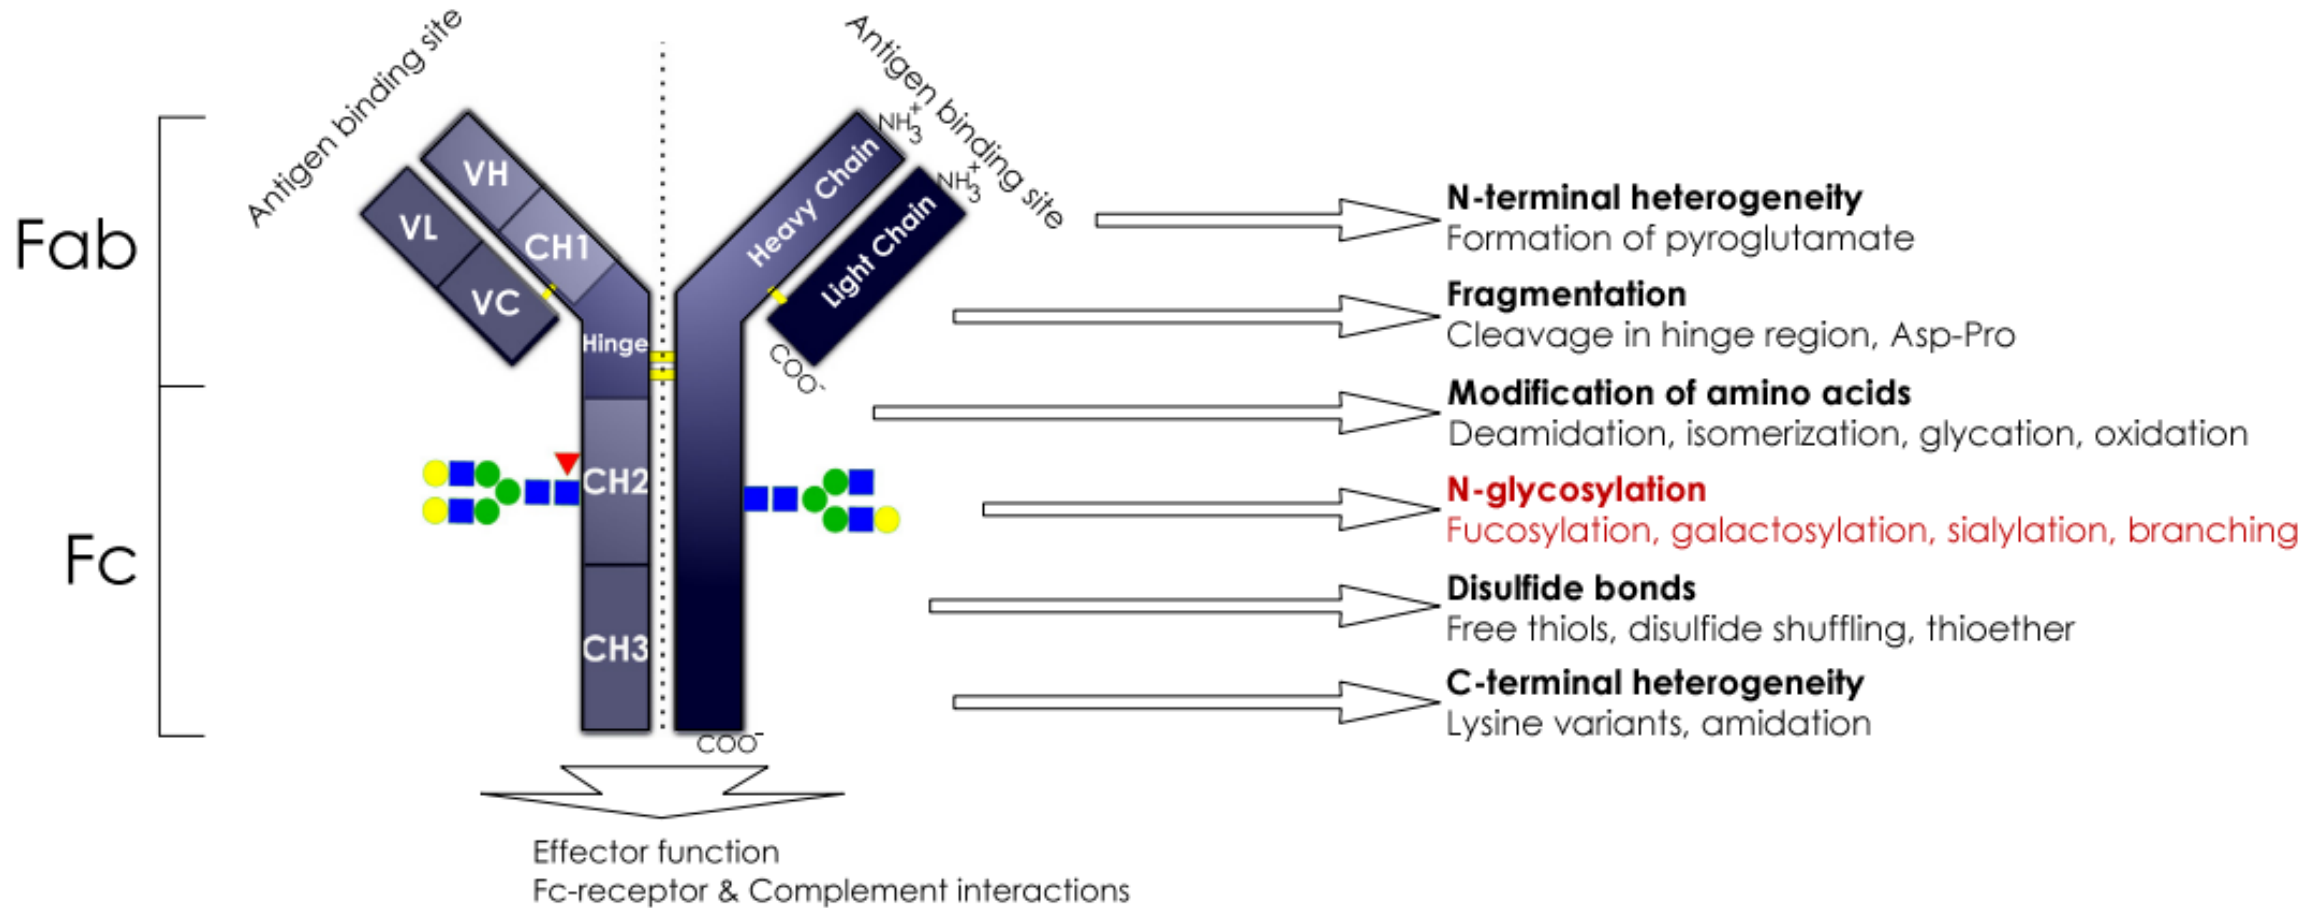 Antigen binding site
Antigen binding site
Fab
Fc
VH
CH1
VL
VC
Hinge
CH2
CH3
Heavy Chain
Light Chain
NH3+
NH3+
COO-
COO-
N-terminal heterogeneity
Formation of pyroglutamate
Fragmentation
Cleavage in hinge region, Asp-Pro
Modification of amino acids
Deamidation, isomerization, glycation, oxidation
N-glycosylation
Fucosylation, galactosylation, sialylation, branching
Disulfide bonds
Free thiols, disulfide shuffling, thioether
C-terminal heterogeneity
Lysine variants, amidation
Effector function
Fc-receptor & Complement interactions